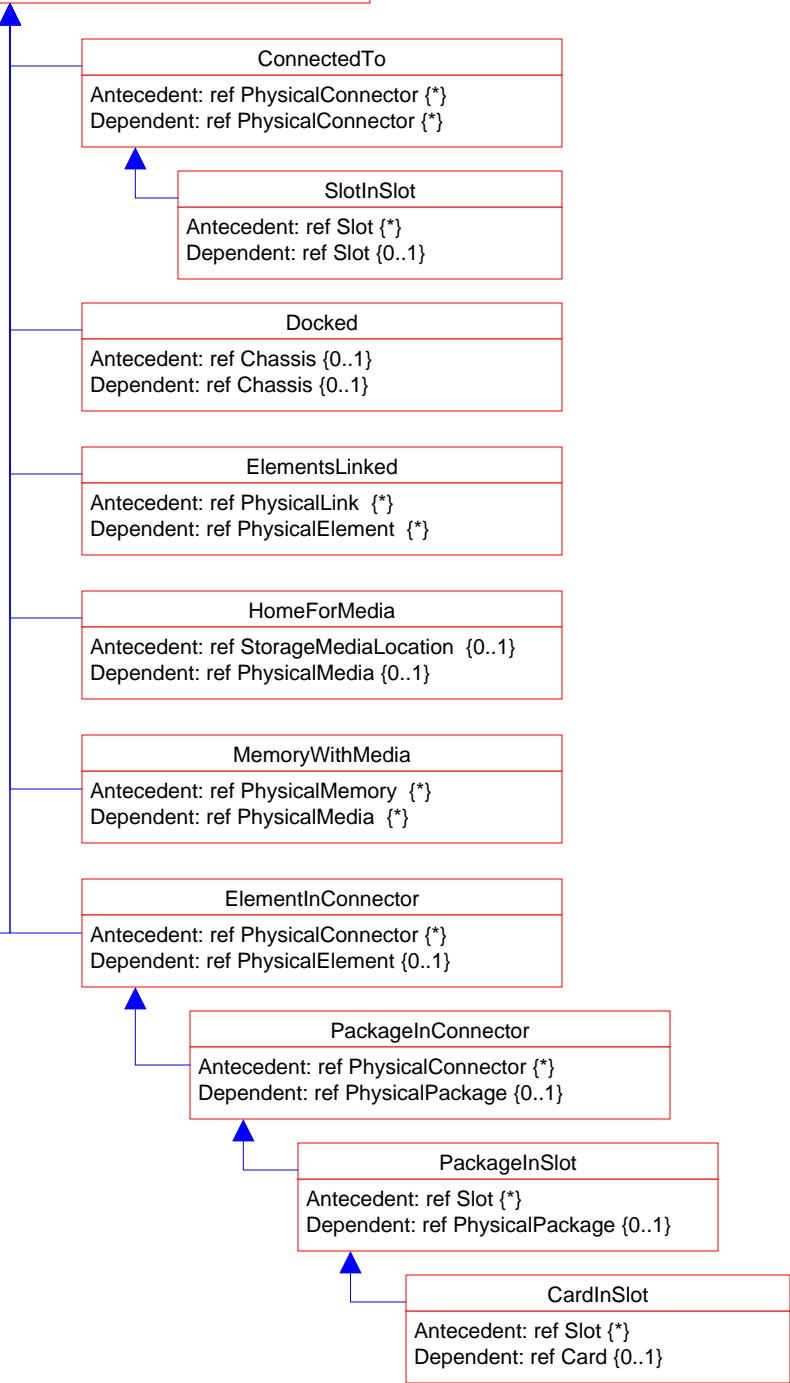 ConnectedTo
Antecedent: ref PhysicalConnector {*}
Dependent: ref PhysicalConnector {*}
SlotInSlot
Antecedent: ref Slot {*}
Dependent: ref Slot {0..1}
Docked
Antecedent: ref Chassis {0..1}
Dependent: ref Chassis {0..1}
ElementsLinked
Antecedent: ref PhysicalLink {*}
Dependent: ref PhysicalElement {*}
HomeForMedia
Antecedent: ref StorageMediaLocation {0..1}
Dependent: ref PhysicalMedia {0..1}
MemoryWithMedia
Antecedent: ref PhysicalMemory {*}
Dependent: ref PhysicalMedia {*}
ElementInConnector
Antecedent: ref PhysicalConnector {*}
Dependent: ref PhysicalElement {0..1}
PackageInConnector
Antecedent: ref PhysicalConnector {*}
Dependent: ref PhysicalPackage {0..1}
PackageInSlot
Antecedent: ref Slot {*}
Dependent: ref PhysicalPackage {0..1}
CardInSlot
Antecedent: ref Slot {*}
Dependent: ref Card {0..1}